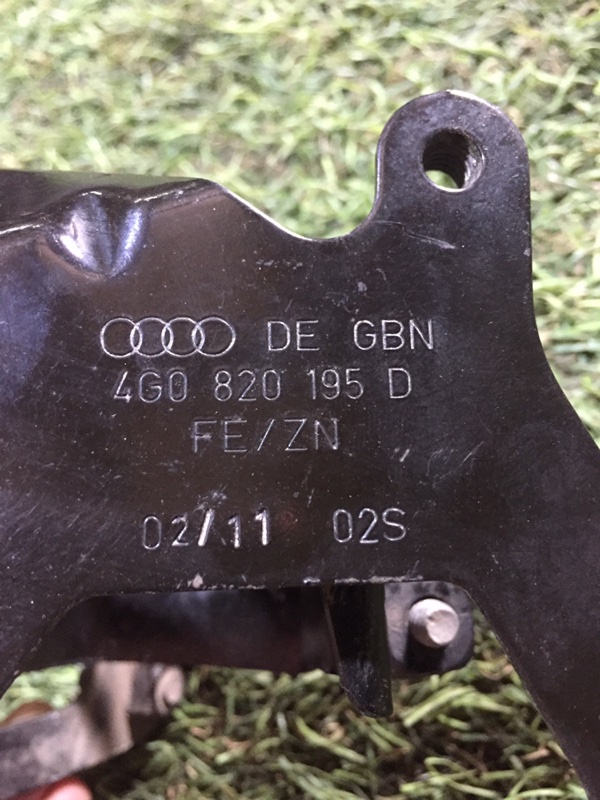 DE GBN
4G0 820 195 D
FE/ZN
02/11 02S